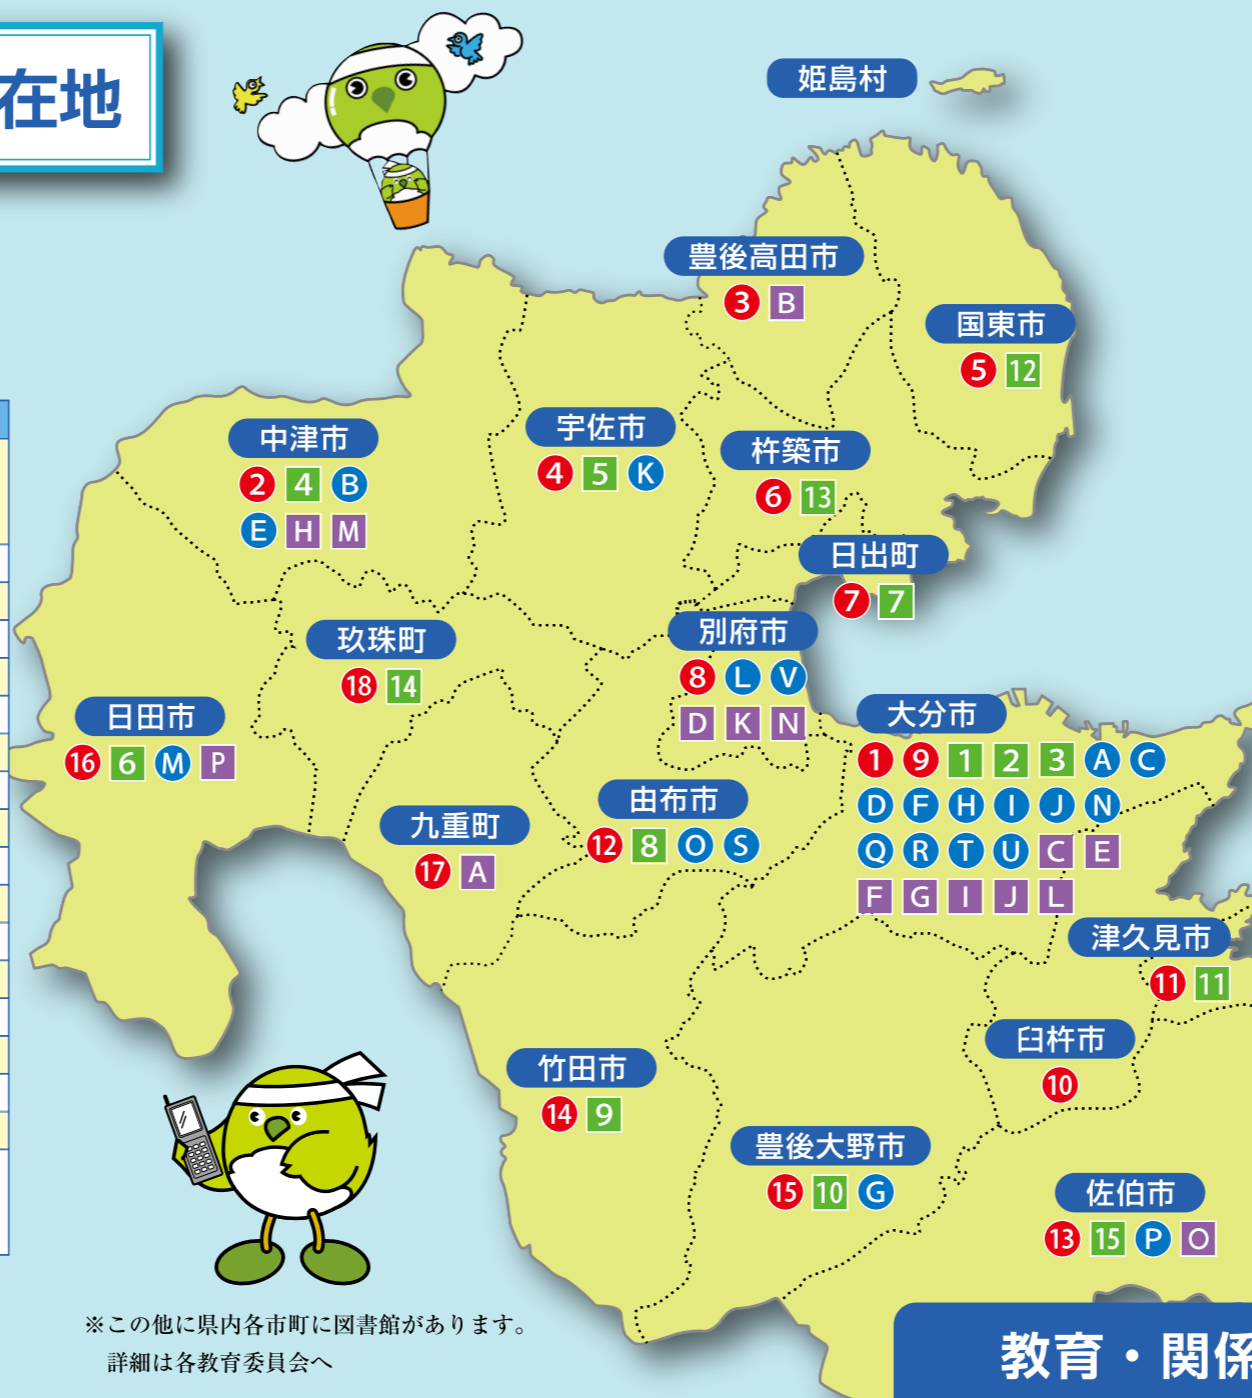 在地
姫島村
豊後高田市
3 B
国東市
5 12
中津市
2 4 B
E H M
宇佐市
4 5 K
杵築市
6 13
日出町
7 7
玖珠町
18 14
別府市
8 L V
D K N
日田市
16 6 M P
大分市
1 9 1 2 3 A C
D F H I J N
Q R T U C E
F G I J L
由布市
12 8 O S
九重町
17 A
津久見市
11 11
臼杵市
10
竹田市
14 9
豊後大野市
15 10 G
佐伯市
13 15 P O
※この他に県内各市町に図書館があります。
詳細は各教育委員会へ
教育・関係